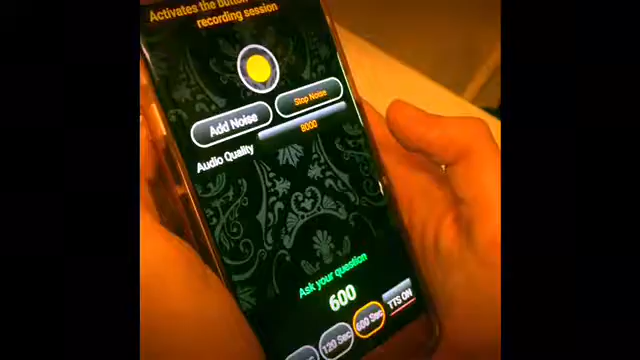 Activates the button
recording session
Add Noise
Stop Noise
Audio Quality
8000
Ask your question
600
120 Sec
600 Sec
TTS ON